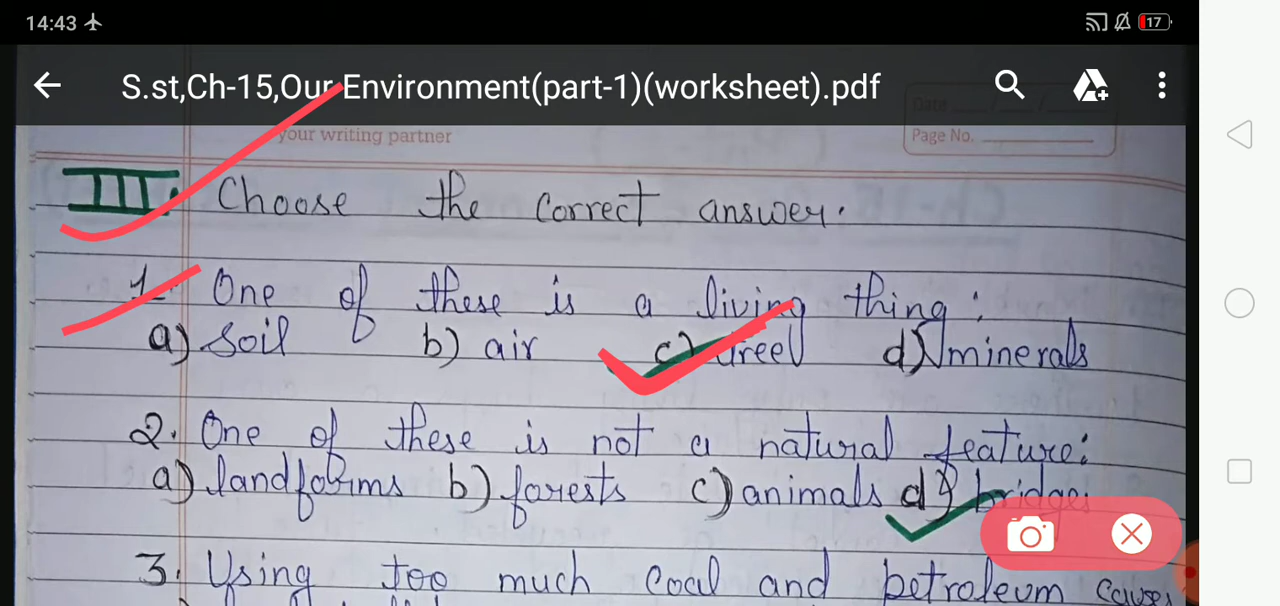 14:43
17
S.st,Ch-15,Our Environment(part-1)(worksheet).pdf
Date
your writing partner
Page No.
III. Choose the correct answer.
1. One of these is a living thing:
a) soil b) air c) tree d) minerals
2. One of these is not a natural feature:
a) landforms b) forests c) animals d) bridges
3. Using too much coal and petroleum causes